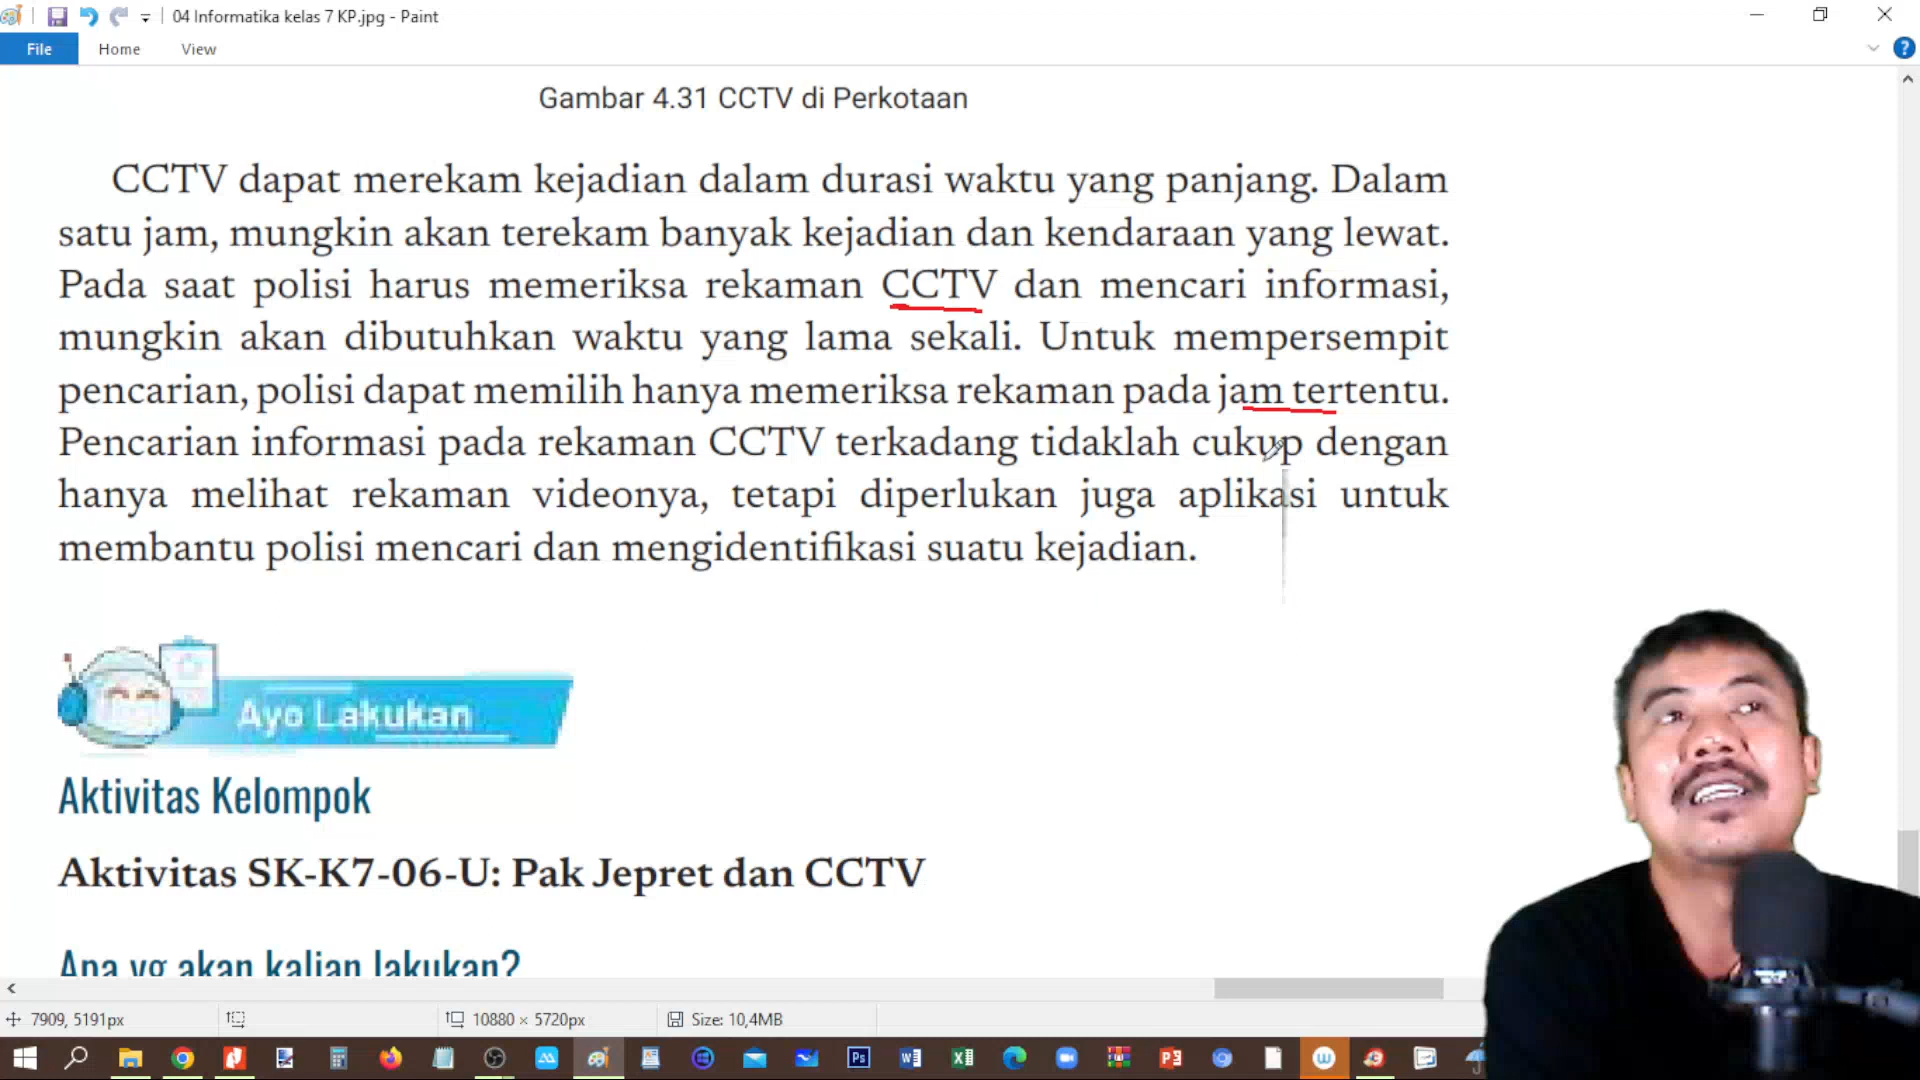 04 Informatika kelas 7 KP.jpg - Paint
File Home View
Gambar 4.31 CCTV di Perkotaan
CCTV dapat merekam kejadian dalam durasi waktu yang panjang. Dalam
satu jam, mungkin akan terekam banyak kejadian dan kendaraan yang lewat.
Pada saat polisi harus memeriksa rekaman CCTV dan mencari informasi,
mungkin akan dibutuhkan waktu yang lama sekali. Untuk mempersempit
pencarian, polisi dapat memilih hanya memeriksa rekaman pada jam tertentu.
Pencarian informasi pada rekaman CCTV terkadang tidaklah cukup dengan
hanya melihat rekaman videonya, tetapi diperlukan juga aplikasi untuk
membantu polisi mencari dan mengidentifikasi suatu kejadian.
Ayo Lakukan
Aktivitas Kelompok
Aktivitas SK-K7-06-U: Pak Jepret dan CCTV
Apa yg akan kalian lakukan?
7909, 5191px 10880 × 5720px Size: 10,4MB